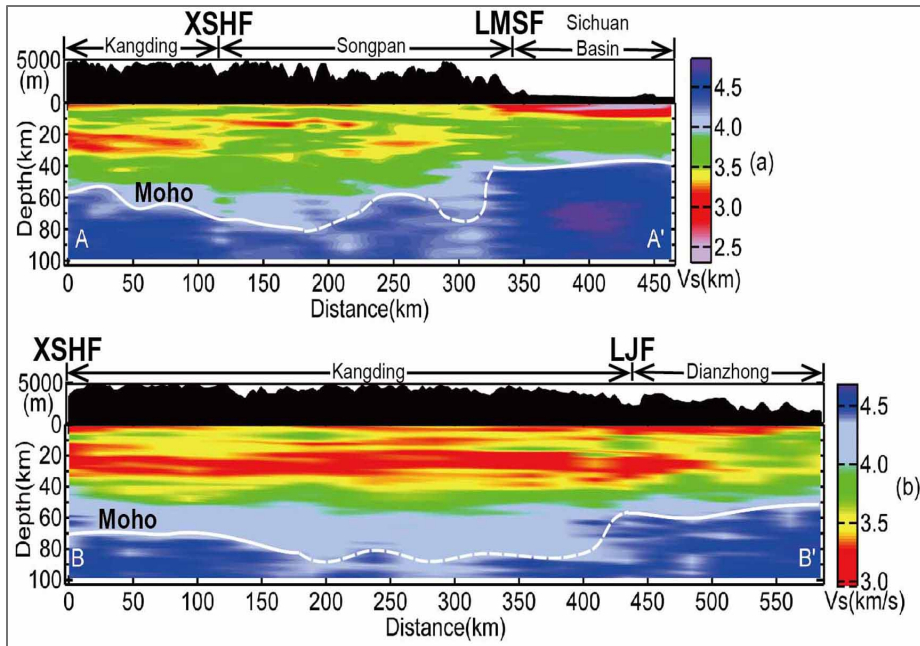 XSHF LMSF Sichuan
Kangding Songpan Basin
5000
(m)
0
20
40
60
80
100
Depth(km)
Moho
A A'
0 50 100 150 200 250 300 350 400 450
Distance(km)
4.5
4.0
3.5
3.0
2.5
Vs(km)
(a)
XSHF LJF
Kangding Dianzhong
5000
(m)
0
20
40
60
80
100
Depth(km)
Moho
B B'
0 50 100 150 200 250 300 350 400 450 500 550
Distance(km)
4.5
4.0
3.5
3.0
Vs(km/s)
(b)